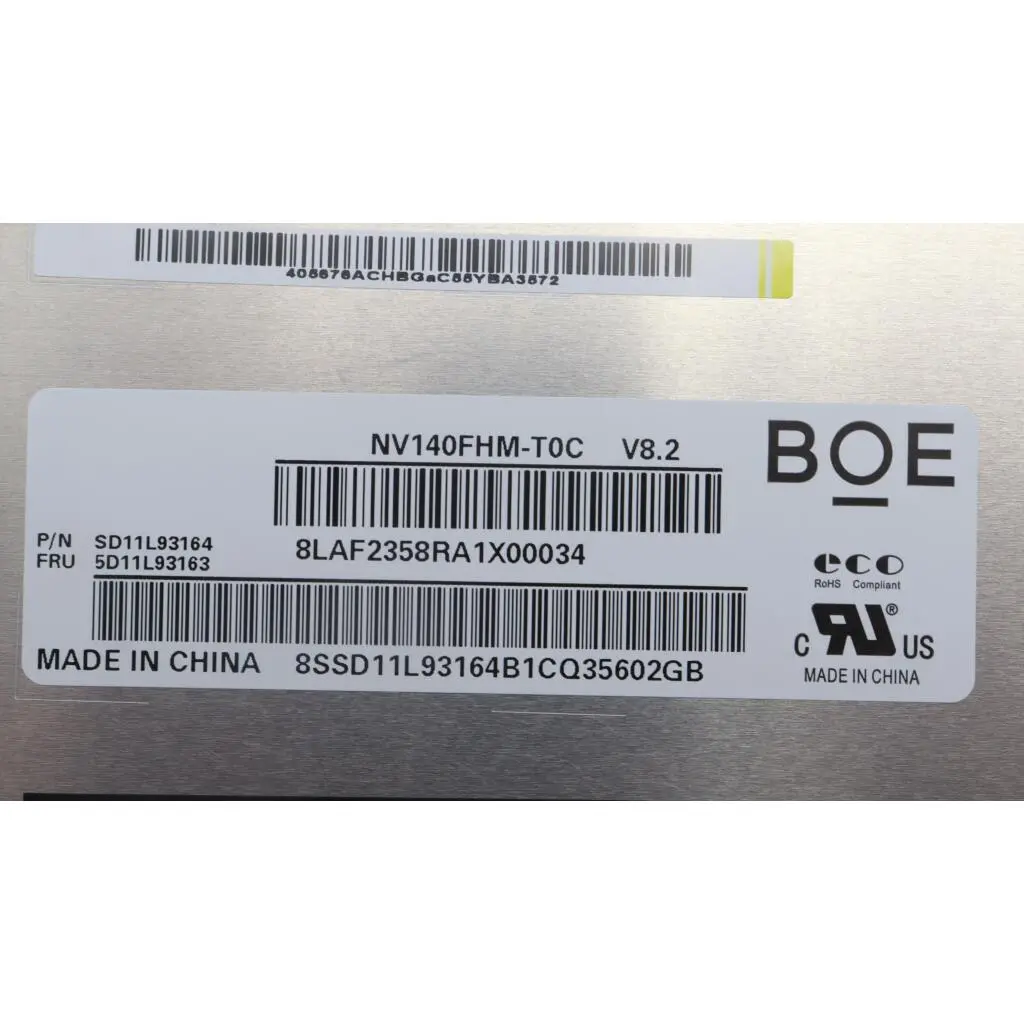 405676ACHBGaC55YBA3572
NV140FHM-T0C V8.2
BOE
8LAF2358RA1X00034
P/N SD11L93164
FRU 5D11L93163
eco
RoHS Compliant
MADE IN CHINA 8SSD11L93164B1CQ35602GB
C RU® US
MADE IN CHINA